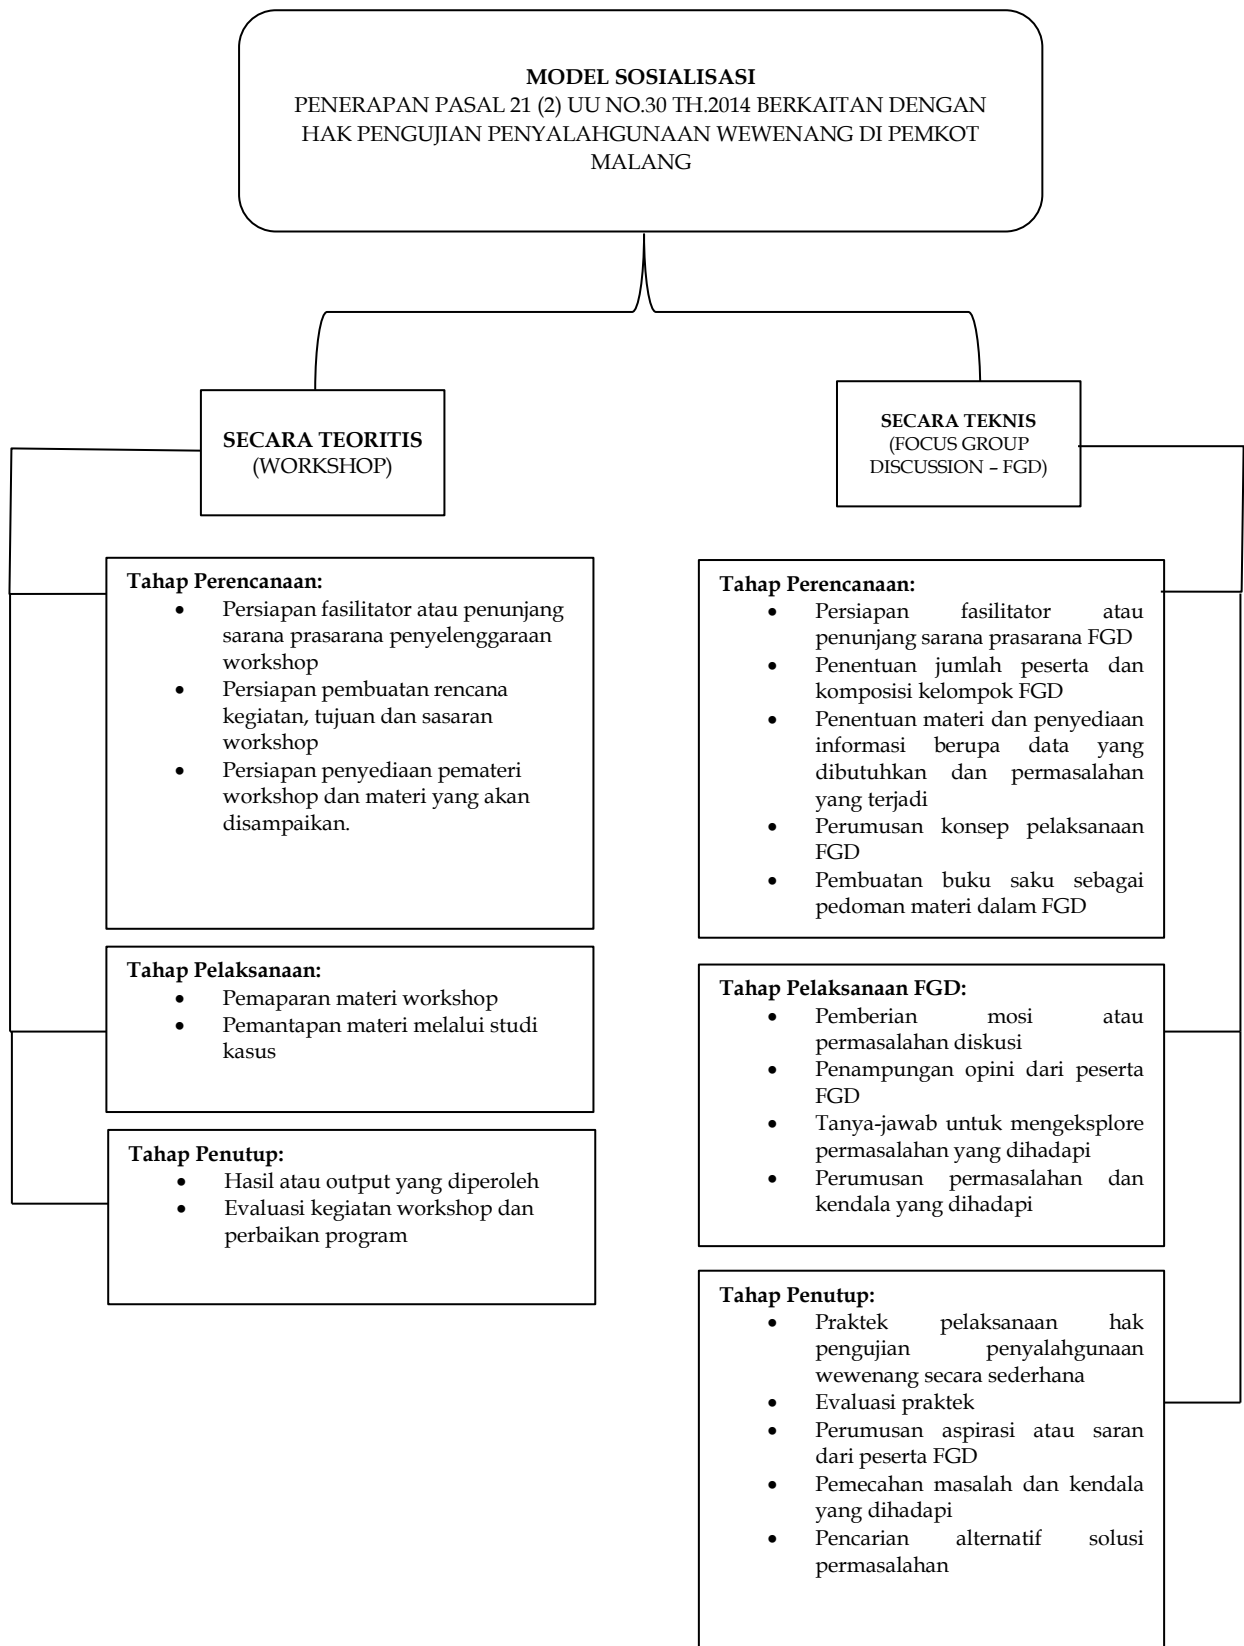 MODEL SOSIALISASI
PENERAPAN PASAL 21 (2) UU NO.30 TH.2014 BERKAITAN DENGAN
HAK PENGUJIAN PENYALAHGUNAAN WEWENANG DI PEMKOT
MALANG
SECARA TEORITIS
(WORKSHOP)
SECARA TEKNIS
(FOCUS GROUP
DISCUSSION – FGD)
Tahap Perencanaan:
• Persiapan fasilitator atau penunjang
sarana prasarana penyelenggaraan
workshop
• Persiapan pembuatan rencana
kegiatan, tujuan dan sasaran
workshop
• Persiapan penyediaan pemateri
workshop dan materi yang akan
disampaikan.
Tahap Pelaksanaan:
• Pemaparan materi workshop
• Pemantapan materi melalui studi
kasus
Tahap Penutup:
• Hasil atau output yang diperoleh
• Evaluasi kegiatan workshop dan
perbaikan program
Tahap Perencanaan:
• Persiapan fasilitator atau
penunjang sarana prasarana FGD
• Penentuan jumlah peserta dan
komposisi kelompok FGD
• Penentuan materi dan penyediaan
informasi berupa data yang
dibutuhkan dan permasalahan
yang terjadi
• Perumusan konsep pelaksanaan
FGD
• Pembuatan buku saku sebagai
pedoman materi dalam FGD
Tahap Pelaksanaan FGD:
• Pemberian mosi atau
permasalahan diskusi
• Penampungan opini dari peserta
FGD
• Tanya-jawab untuk mengeksplore
permasalahan yang dihadapi
• Perumusan permasalahan dan
kendala yang dihadapi
Tahap Penutup:
• Praktek pelaksanaan hak
pengujian penyalahgunaan
wewenang secara sederhana
• Evaluasi praktek
• Perumusan aspirasi atau saran
dari peserta FGD
• Pemecahan masalah dan kendala
yang dihadapi
• Pencarian alternatif solusi
permasalahan